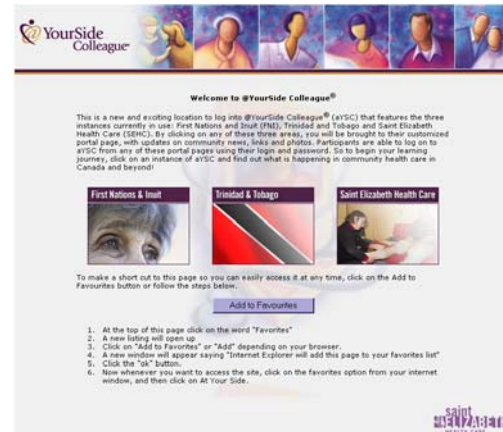 @YourSide
Colleague®
Welcome to @YourSide Colleague®
This is a new and exciting location to log into @YourSide Colleague® (aYSC) that features the three
instances currently in use: First Nations and Inuit (FNI), Trinidad and Tobago and Saint Elizabeth
Health Care (SEHC). By clicking on any of these three areas, you will be brought to their customized
portal page, with updates on community news, links and photos. Participants are able to log on to
aYSC from any of these portal pages using their login and password. So to begin your learning
journey, click on an instance of aYSC and find out what is happening in community health care in
Canada and beyond!
First Nations & Inuit
Trinidad & Tobago
Saint Elizabeth Health Care
To make a short cut to this page so you can easily access it at any time, click on the Add to
Favourites button or follow the steps below.
Add to Favourites
1. At the top of this page click on the word "Favorites"
2. A new listing will open up
3. Click on "Add to Favorites" or "Add" depending on your browser.
4. A new window will appear saying "Internet Explorer will add this page to your favorites list"
5. Click the "ok" button.
6. Now whenever you want to access the site, click on the favorites option from your internet
window, and then click on At Your Side.
saint
ELIZABETH
HEALTH CARE